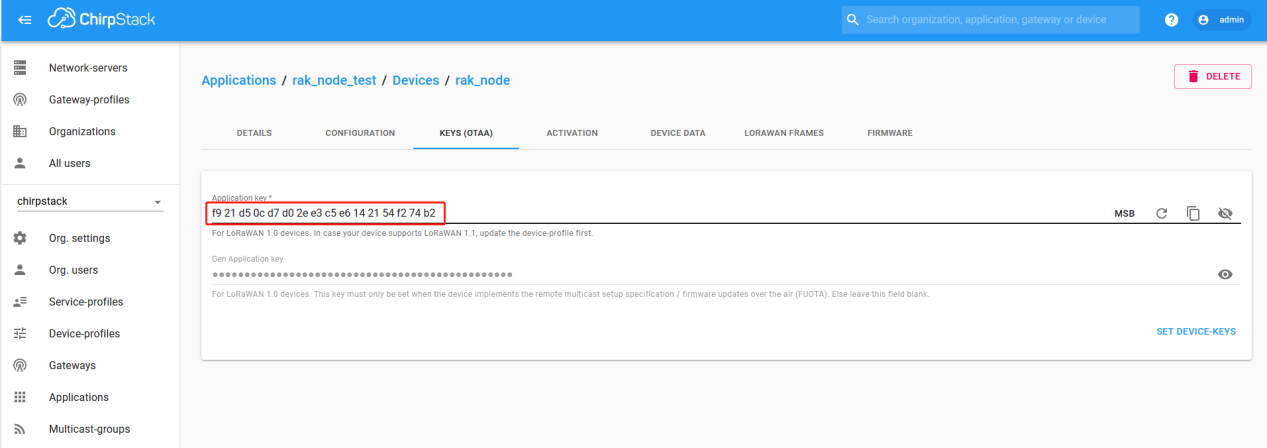 ChirpStack
Search organization, application, gateway or device
? admin
Network-servers
Gateway-profiles
Organizations
All users
chirpstack
Org. settings
Org. users
Service-profiles
Device-profiles
Gateways
Applications
Multicast-groups
Applications / rak_node_test / Devices / rak_node
DELETE
DETAILS CONFIGURATION KEYS (OTAA) ACTIVATION DEVICE DATA LORAWAN FRAMES FIRMWARE
Application key *
f9 21 d5 0c d7 d0 2e e3 c5 e6 14 21 54 f2 74 b2 MSB
For LoRaWAN 1.0 devices. In case your device supports LoRaWAN 1.1, update the device-profile first.
Gen Application key
••••••••••••••••••••••••••••••••••••••••••••••••
For LoRaWAN 1.0 devices. This key must only be set when the device implements the remote multicast setup specification / firmware updates over the air (FUOTA). Else leave this field blank.
SET DEVICE-KEYS